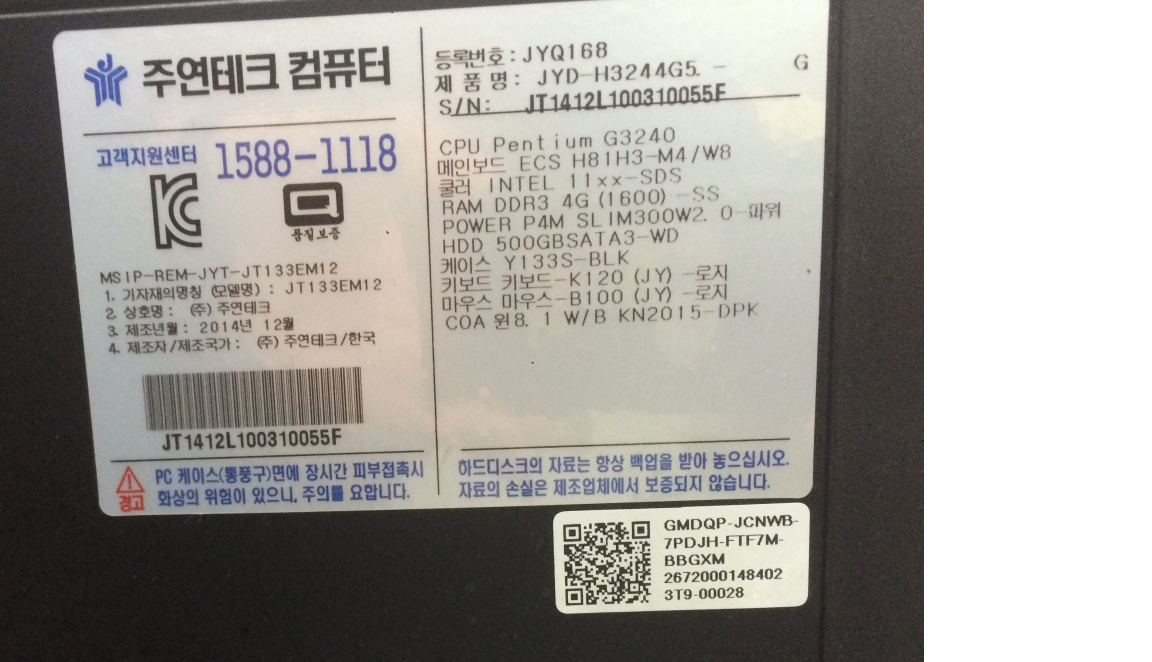 주연테크 컴퓨터
고객지원센터 1588-1118
품질보증
MSIP-REM-JYT-JT133EM12
1. 기자재의명칭 (모델명) : JT133EM12
2. 상호명 : (주) 주연테크
3. 제조년월 : 2014년 12월
4. 제조자/제조국가 : (주) 주연테크/한국
JT1412L100310055F
경고
PC 케이스(통풍구)면에 장시간 피부접촉시
화상의 위험이 있으니, 주의를 요합니다.
등록번호 : JYQ168
제 품 명 : JYD-H3244G5. - G
S/N: JT1412L100310055F
CPU Pentium G3240
메인보드 ECS H81H3-M4/W8
쿨러 INTEL 11xx-SDS
RAM DDR3 4G (1600) -SS
POWER P4M SLIM300W2. 0-파워
HDD 500GBSATA3-WD
케이스 Y133S-BLK
키보드 키보드-K120 (JY) -로지
마우스 마우스-B100 (JY) -로지
COA 윈8. 1 W/B KN2015-DPK
하드디스크의 자료는 항상 백업을 받아 놓으십시오.
자료의 손실은 제조업체에서 보증되지 않습니다.
GMDQP-JCNWB-
7PDJH-FTF7M-
BBGXM
2672000148402
3T9-00028